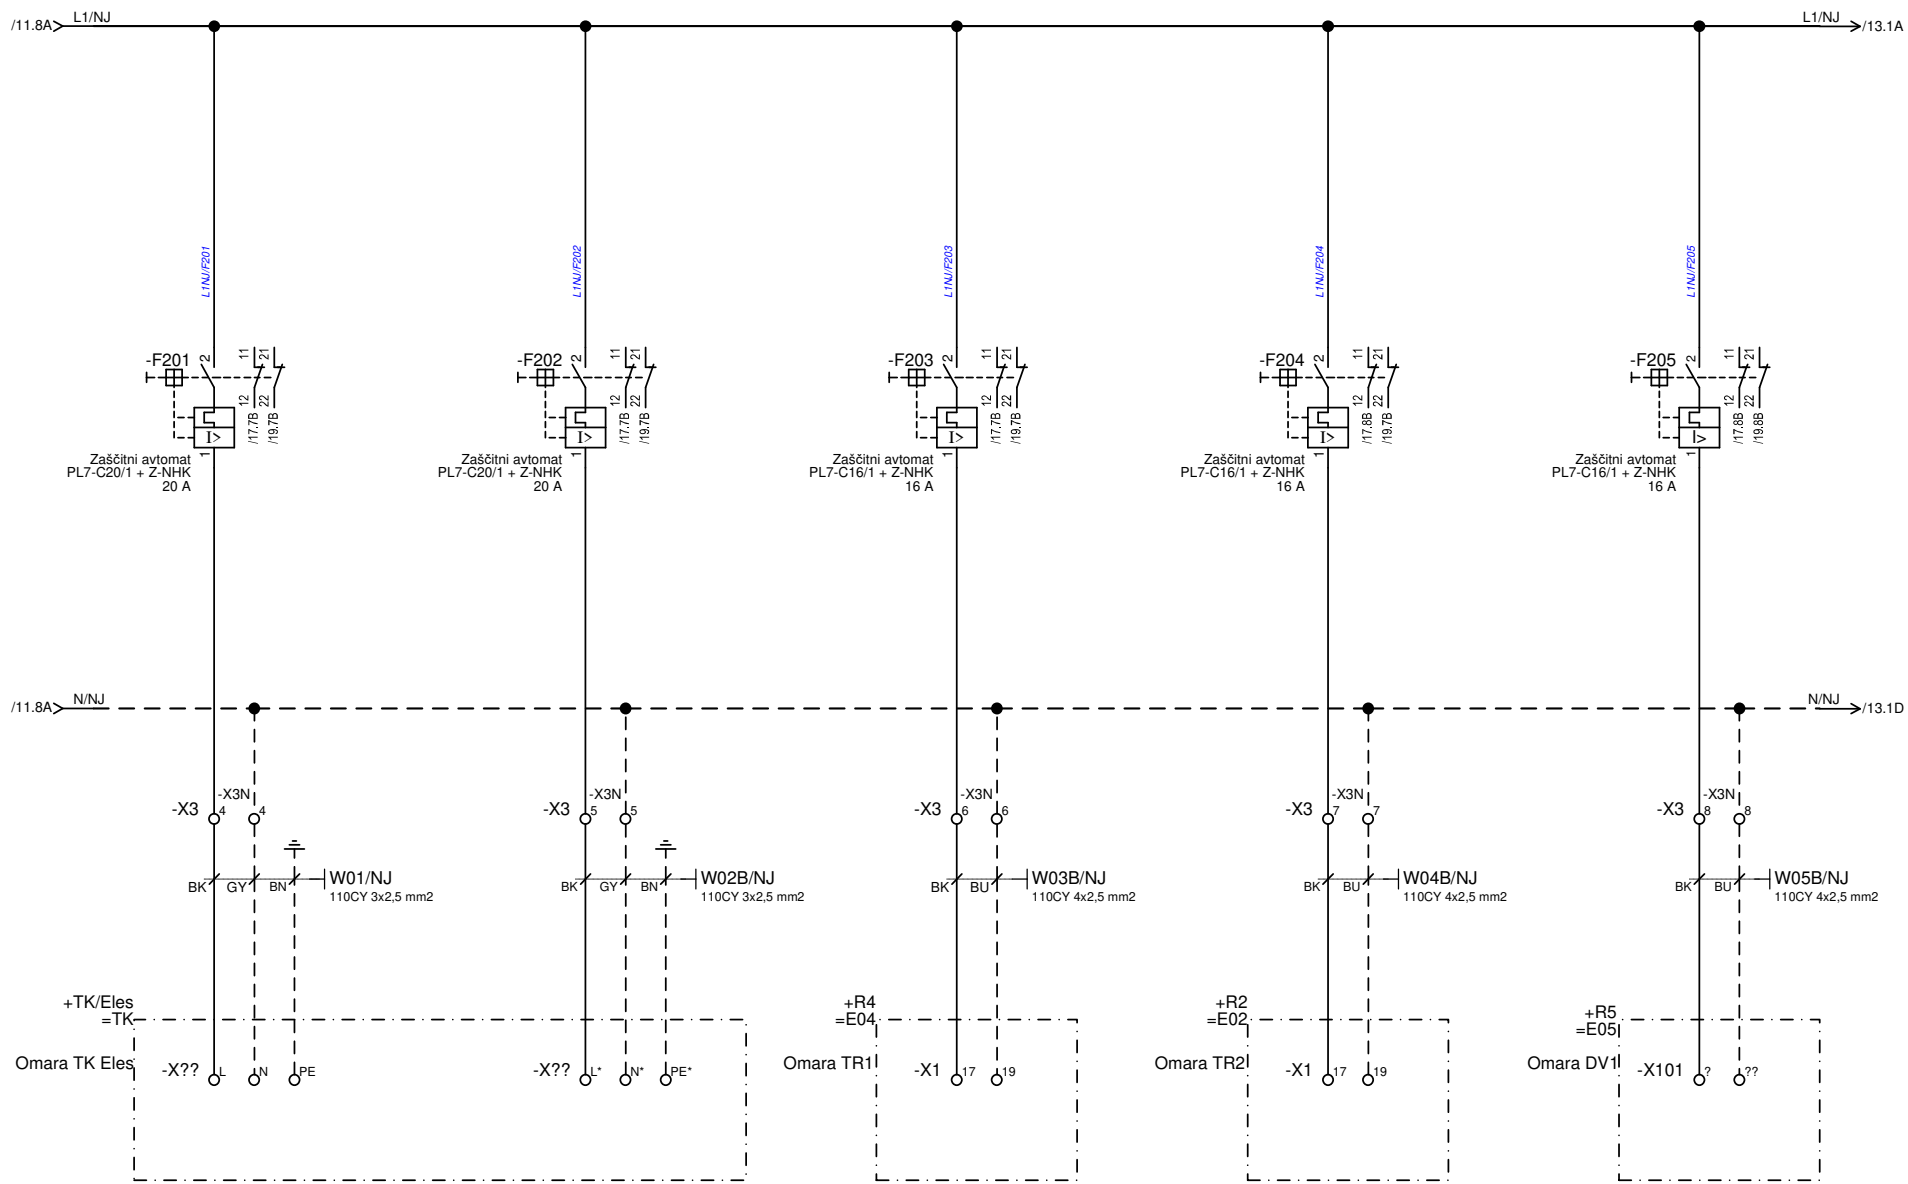 /11.8A L1/NJ L1/NJ /13.1A
L1NJ/F201 L1NJ/F202 L1NJ/F203 L1NJ/F204 L1NJ/F205
-F201 2 11 21 -F202 2 11 21 -F203 2 11 21 -F204 2 11 21 -F205 2 11 21
12 22 12 22 12 22 12 22 12 22
/17.7B /19.7B /17.7B /19.7B /17.7B /19.7B /17.8B /19.7B /17.8B /19.8B
I> I> I> I> I>
1 1 1 1 1
Zaščitni avtomat Zaščitni avtomat Zaščitni avtomat Zaščitni avtomat Zaščitni avtomat
PL7-C20/1 + Z-NHK PL7-C20/1 + Z-NHK PL7-C16/1 + Z-NHK PL7-C16/1 + Z-NHK PL7-C16/1 + Z-NHK
20 A 20 A 16 A 16 A 16 A
/11.8A N/NJ N/NJ /13.1D
-X3N -X3N -X3N -X3N -X3N
-X3 4 4 -X3 5 5 -X3 6 6 -X3 7 7 -X3 8 8
BK GY BN W01/NJ BK GY BN W02B/NJ BK BU W03B/NJ BK BU W04B/NJ BK BU W05B/NJ
110CY 3x2,5 mm2 110CY 3x2,5 mm2 110CY 4x2,5 mm2 110CY 4x2,5 mm2 110CY 4x2,5 mm2
+TK/Eles +R4 +R2 +R5
=TK =E04 =E02 =E05
Omara TK Eles -X?? L N PE -X?? L* N* PE* Omara TR1 -X1 17 19 Omara TR2 -X1 17 19 Omara DV1 -X101 ? ??